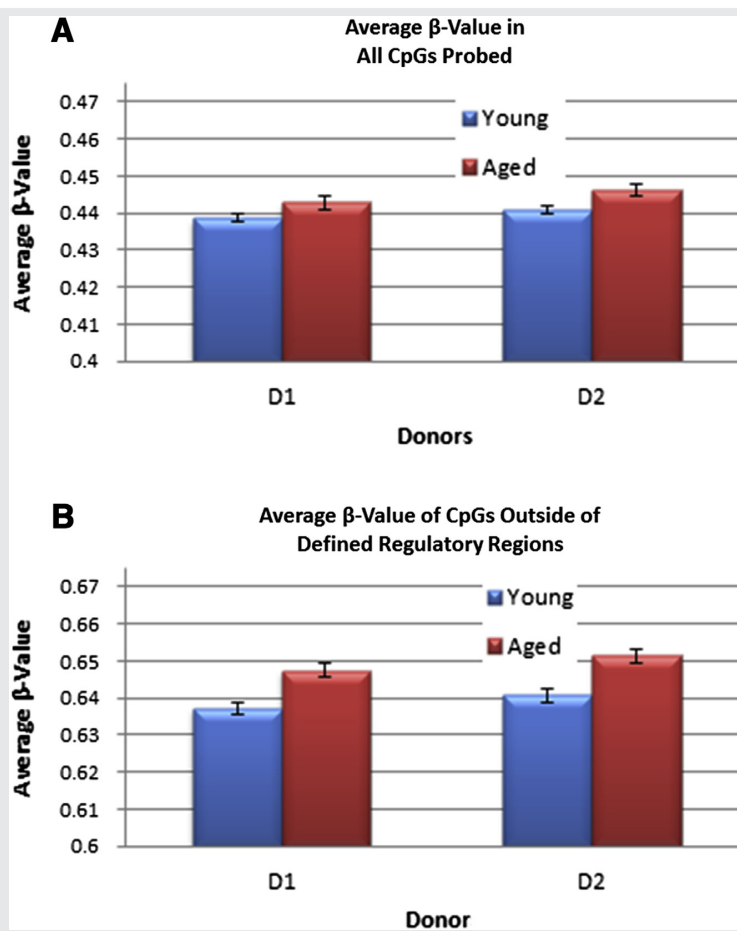 A
Average β-Value in
All CpGs Probed
Average β-Value
0.47
0.46
0.45
0.44
0.43
0.42
0.41
0.4
Young
Aged
D1
D2
Donors
B
Average β-Value of CpGs Outside of
Defined Regulatory Regions
Average β-Value
0.67
0.66
0.65
0.64
0.63
0.62
0.61
0.6
Young
Aged
D1
D2
Donor